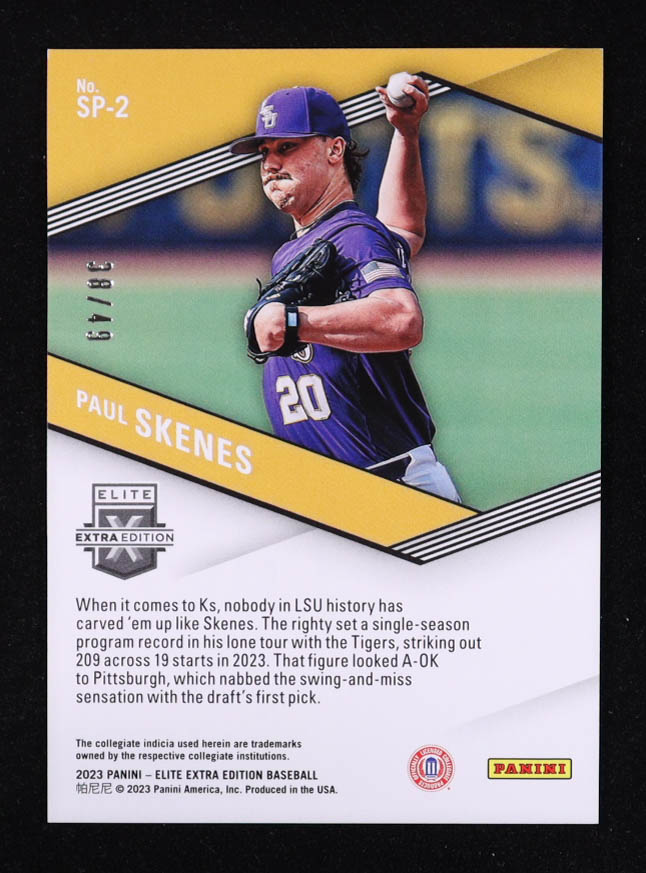 No.
SP-2
38/49
LSU
20
PAUL SKENES
ELITE
X
EXTRA EDITION
When it comes to Ks, nobody in LSU history has
carved 'em up like Skenes. The righty set a single-season
program record in his lone tour with the Tigers, striking out
209 across 19 starts in 2023. That figure looked A-OK
to Pittsburgh, which nabbed the swing-and-miss
sensation with the draft's first pick.
The collegiate indicia used herein are trademarks
owned by the respective collegiate institutions.
2023 PANINI – ELITE EXTRA EDITION BASEBALL
帕尼尼 © 2023 Panini America, Inc. Produced in the USA.
OFFICIALLY LICENSED COLLEGIATE PRODUCTS
PANINI